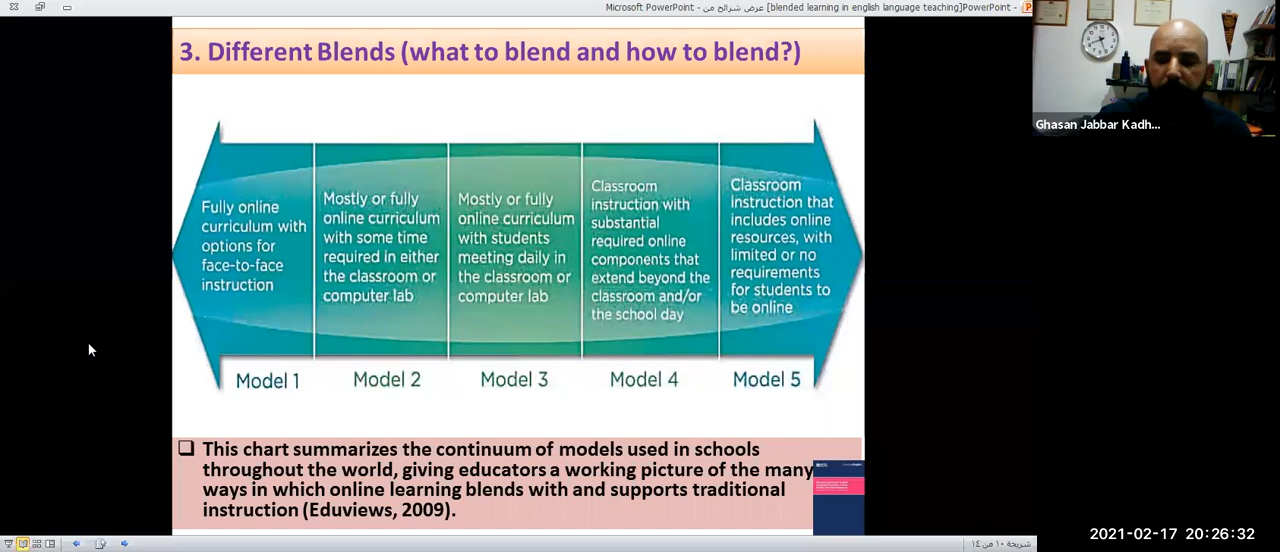 Microsoft PowerPoint - [blended learning in english language teaching]PowerPoint عرض شرائح من -
3. Different Blends (what to blend and how to blend?)
Fully online
curriculum with
options for
face-to-face
instruction
Mostly or fully
online curriculum
with some time
required in either
the classroom or
computer lab
Mostly or fully
online curriculum
with students
meeting daily in
the classroom or
computer lab
Classroom
instruction with
substantial
required online
components that
extend beyond the
classroom and/or
the school day
Classroom
instruction that
includes online
resources, with
limited or no
requirements
for students to
be online
Model 1
Model 2
Model 3
Model 4
Model 5
This chart summarizes the continuum of models used in schools
throughout the world, giving educators a working picture of the many
ways in which online learning blends with and supports traditional
instruction (Eduviews, 2009).
Ghasan Jabbar Kadh...
2021-02-17 20:26:32
شريحة ١٠ من ١٤